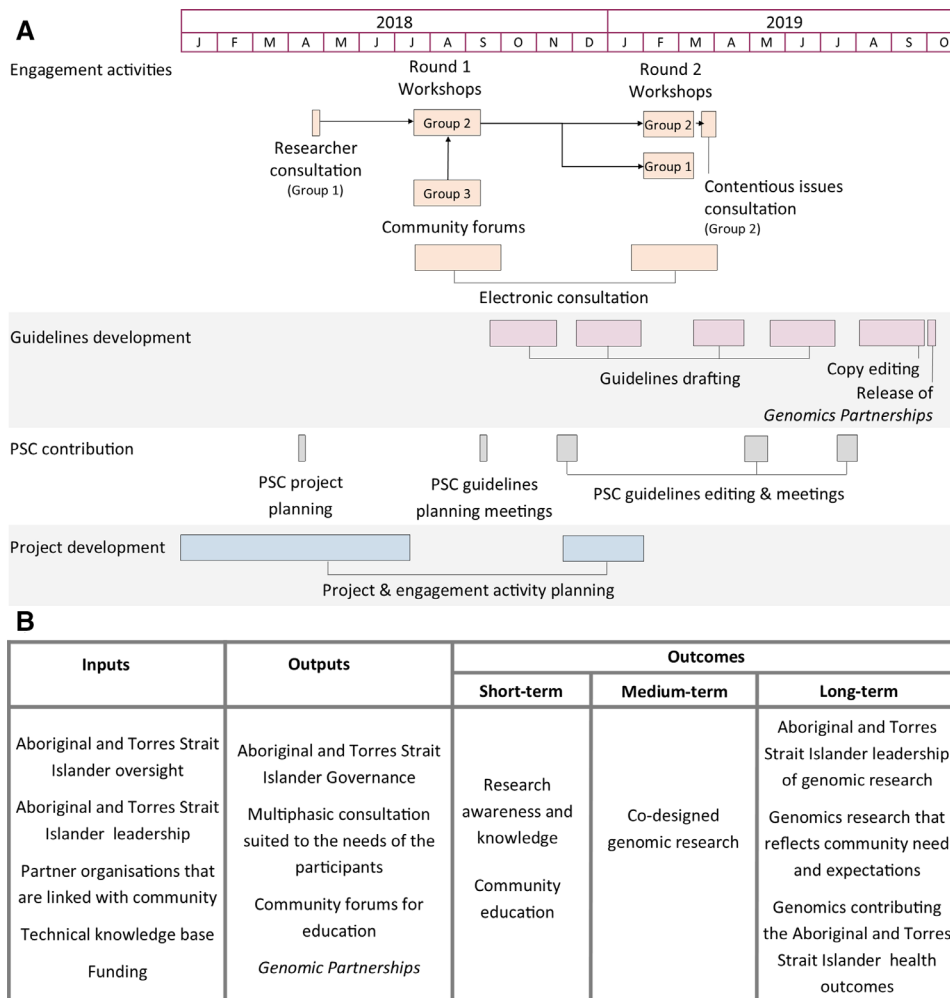 A
2018
2019
J F M A M J J A S O N D J F M A M J J A S O
Engagement activities
Round 1
Workshops
Round 2
Workshops
Group 2
Group 2
Researcher
consultation
(Group 1)
Group 1
Group 3
Contentious issues
consultation
(Group 2)
Community forums
Electronic consultation
Guidelines development
Guidelines drafting
Copy editing
Release of
Genomics Partnerships
PSC contribution
PSC project
planning
PSC guidelines
planning meetings
PSC guidelines editing & meetings
Project development
Project & engagement activity planning
B
Inputs
Outputs
Outcomes
Short-term
Medium-term
Long-term
Aboriginal and Torres Strait
Islander oversight
Aboriginal and Torres Strait
Islander leadership
Partner organisations that
are linked with community
Technical knowledge base
Funding
Aboriginal and Torres Strait
Islander Governance
Multiphasic consultation
suited to the needs of the
participants
Community forums for
education
Genomic Partnerships
Research
awareness and
knowledge
Community
education
Co-designed
genomic research
Aboriginal and Torres
Strait Islander leadership
of genomic research
Genomics research that
reflects community need
and expectations
Genomics contributing
the Aboriginal and Torres
Strait Islander health
outcomes